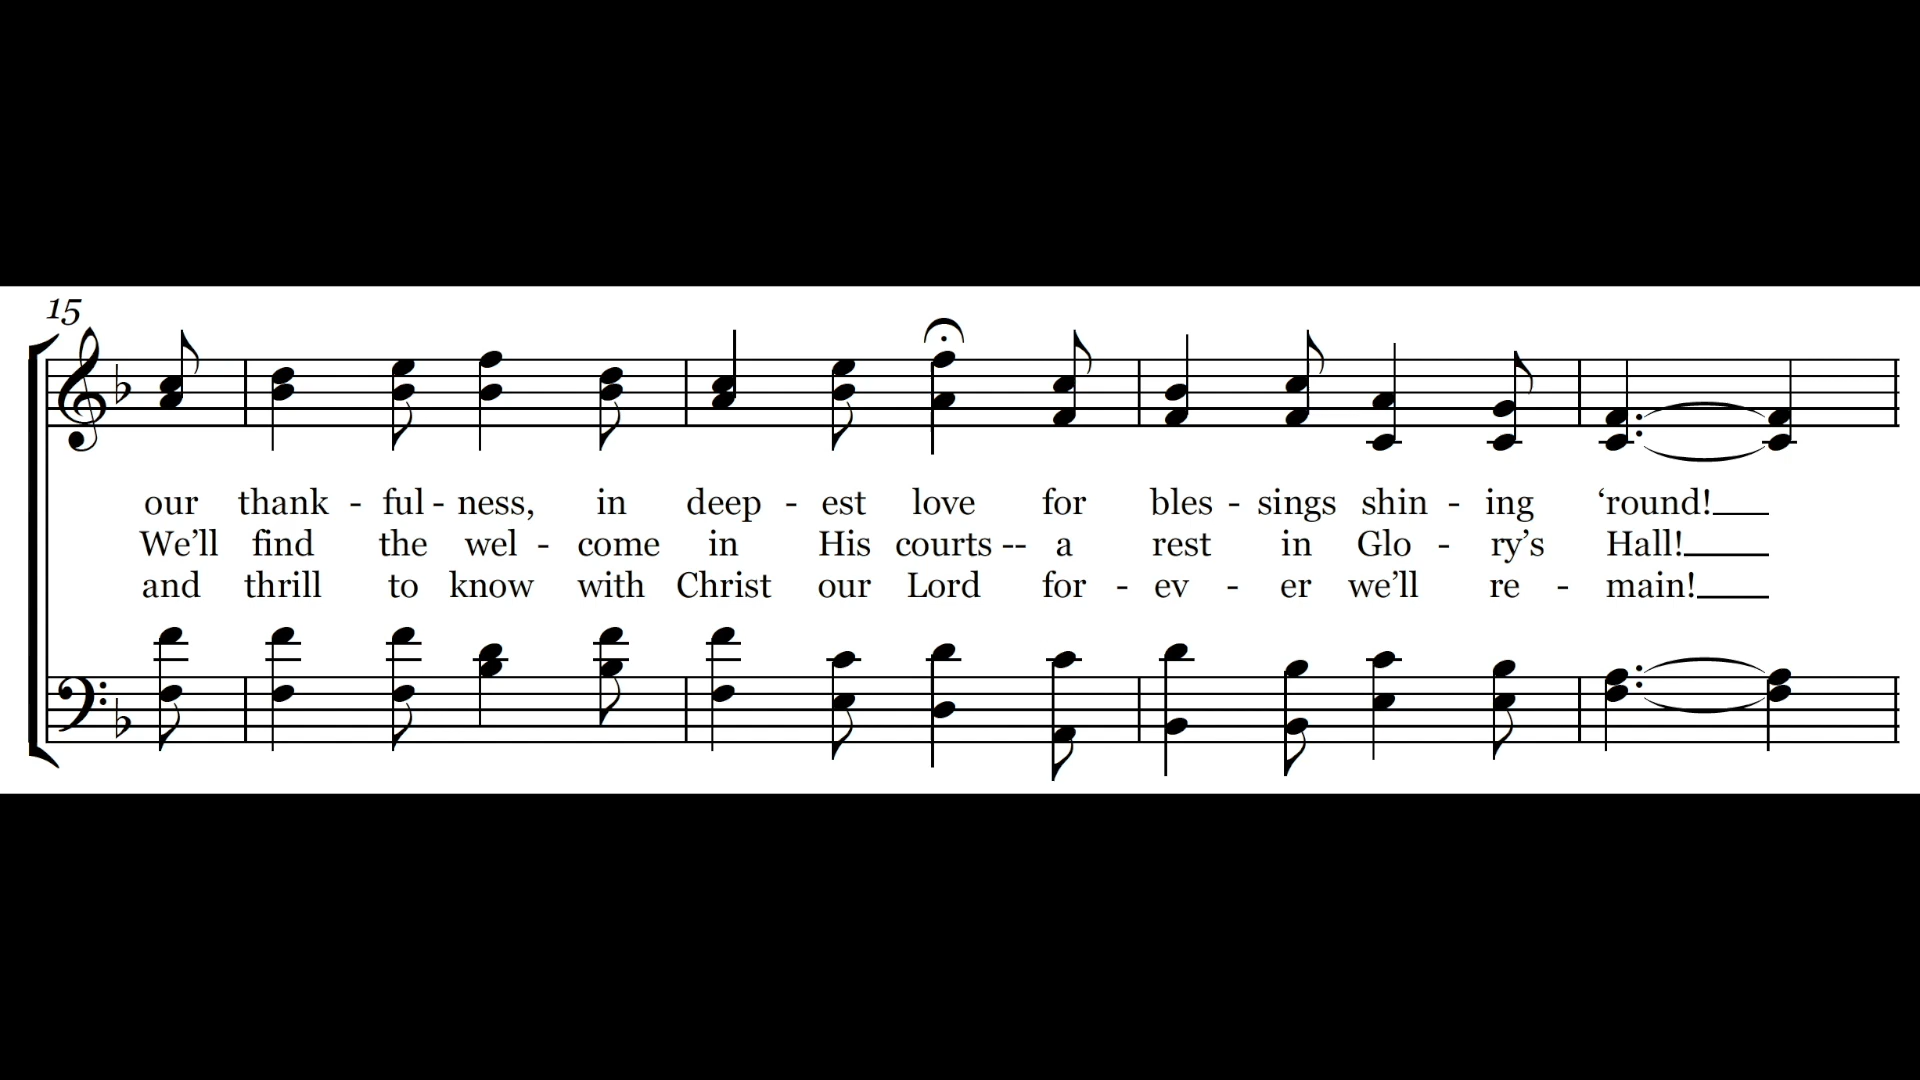 15
our thank - ful - ness, in deep - est love for bles - sings shin - ing ‘round!
We’ll find the wel - come in His courts -- a rest in Glo - ry’s Hall!
and thrill to know with Christ our Lord for - ev - er we’ll re - main!